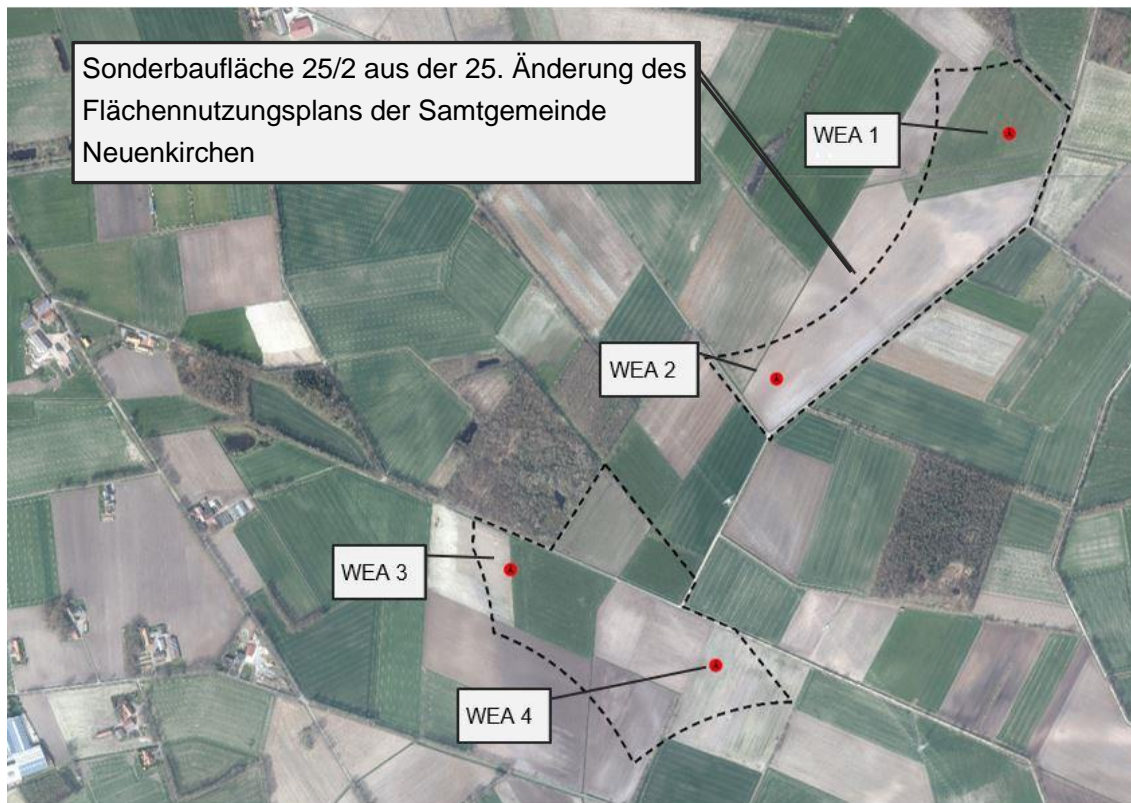 Sonderbaufläche 25/2 aus der 25. Änderung des
Flächennutzungsplans der Samtgemeinde
Neuenkirchen
WEA 1
WEA 2
WEA 3
WEA 4